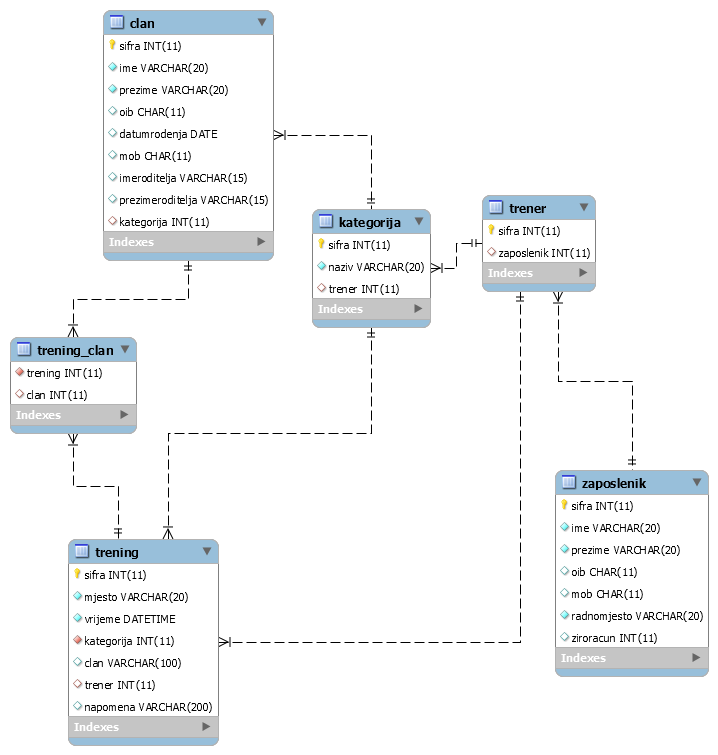 clan
sifra INT(11)
ime VARCHAR(20)
prezime VARCHAR(20)
oib CHAR(11)
datumrodenja DATE
mob CHAR(11)
imeroditelja VARCHAR(15)
prezimeroditelja VARCHAR(15)
kategorija INT(11)
Indexes
kategorija
sifra INT(11)
naziv VARCHAR(20)
trener INT(11)
Indexes
trener
sifra INT(11)
zaposlenik INT(11)
Indexes
trening_clan
trening INT(11)
clan INT(11)
Indexes
zaposlenik
sifra INT(11)
ime VARCHAR(20)
prezime VARCHAR(20)
oib CHAR(11)
mob CHAR(11)
radnomjesto VARCHAR(20)
ziroracun INT(11)
Indexes
trening
sifra INT(11)
mjesto VARCHAR(20)
vrijeme DATETIME
kategorija INT(11)
clan VARCHAR(100)
trener INT(11)
napomena VARCHAR(200)
Indexes